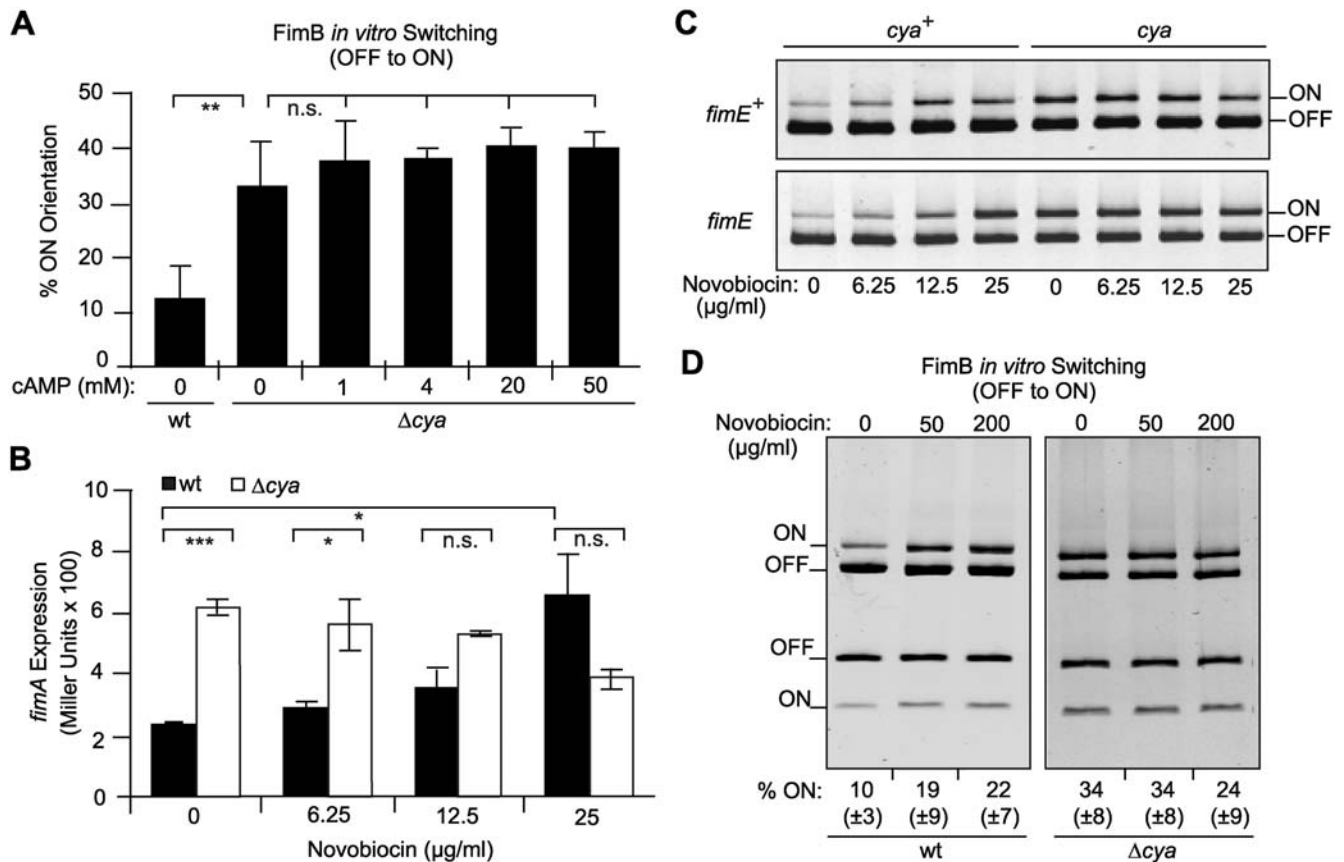 A
FimB in vitro Switching
(OFF to ON)
% ON Orientation
50
40
30
20
10
0
**
n.s.
cAMP (mM): 0 0 1 4 20 50
wt Δcya
B
wt Δcya
fimA Expression
(Miller Units x 100)
10
8
6
4
2
0
*
*** * n.s. n.s.
0 6.25 12.5 25
Novobiocin (µg/ml)
C
cya+ cya
fimE+
ON
OFF
fimE
ON
OFF
Novobiocin: 0 6.25 12.5 25 0 6.25 12.5 25
(µg/ml)
D
FimB in vitro Switching
(OFF to ON)
Novobiocin: 0 50 200 0 50 200
(µg/ml)
ON
OFF
OFF
ON
% ON: 10 19 22 34 34 24
(±3) (±9) (±7) (±8) (±8) (±9)
wt Δcya